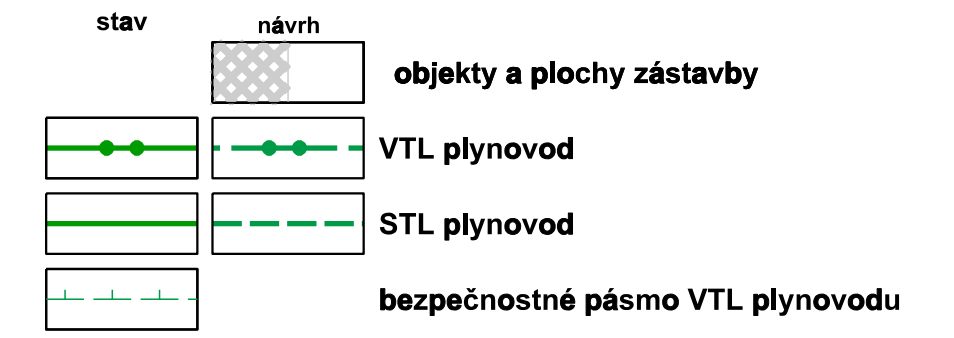 stav
návrh
objekty a plochy zástavby
VTL plynovod
STL plynovod
bezpečnostné pásmo VTL plynovodu